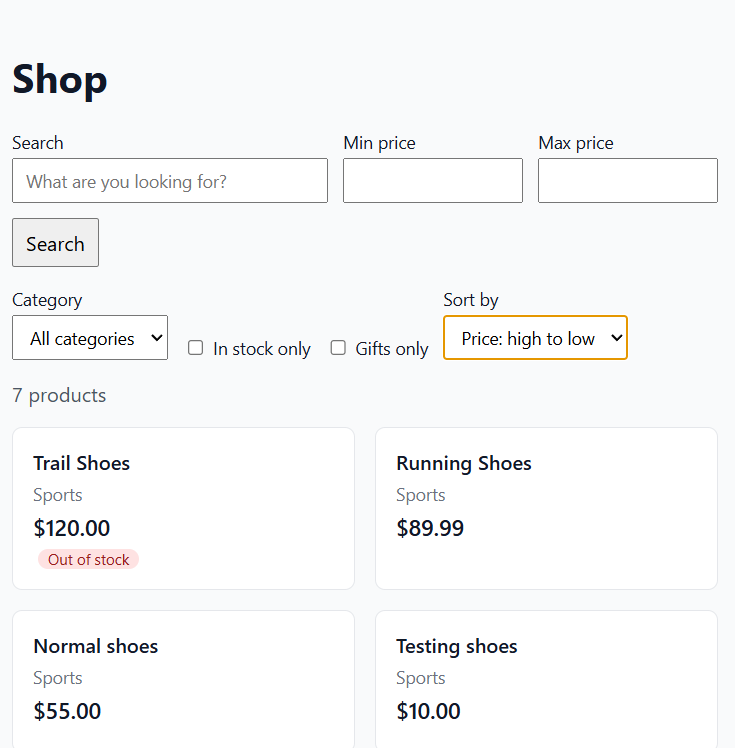 Shop
Search Min price Max price
What are you looking for?
Search
Category Sort by
All categories In stock only Gifts only Price: high to low
7 products
Trail Shoes
Sports
$120.00
Out of stock
Running Shoes
Sports
$89.99
Normal shoes
Sports
$55.00
Testing shoes
Sports
$10.00